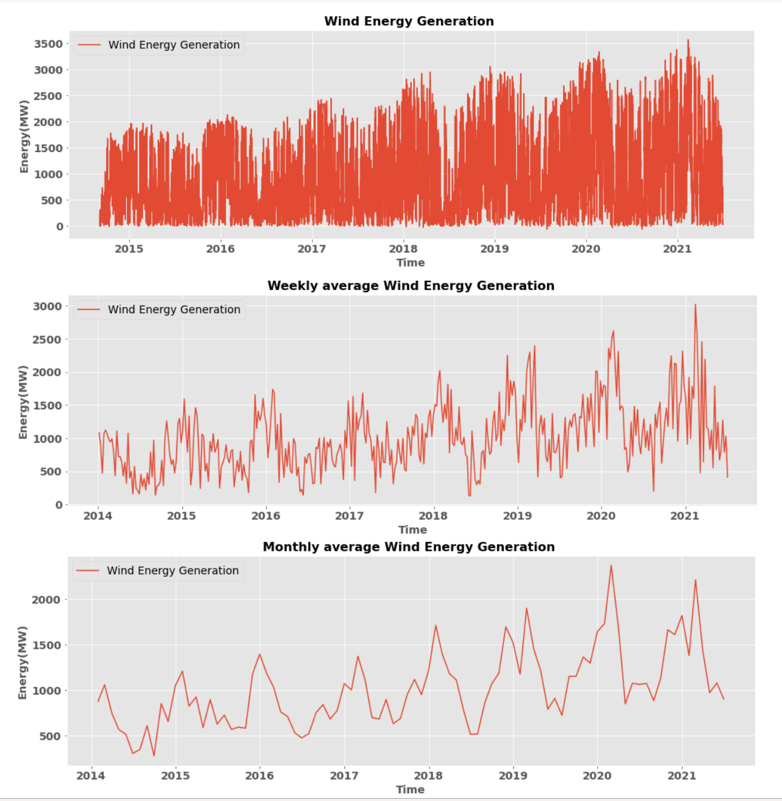 Wind Energy Generation
Wind Energy Generation
Energy(MW)
3500
3000
2500
2000
1500
1000
500
0
2015 2016 2017 2018 2019 2020 2021
Time
Weekly average Wind Energy Generation
Wind Energy Generation
Energy(MW)
3000
2500
2000
1500
1000
500
0
2014 2015 2016 2017 2018 2019 2020 2021
Time
Monthly average Wind Energy Generation
Wind Energy Generation
Energy(MW)
2000
1500
1000
500
2014 2015 2016 2017 2018 2019 2020 2021
Time